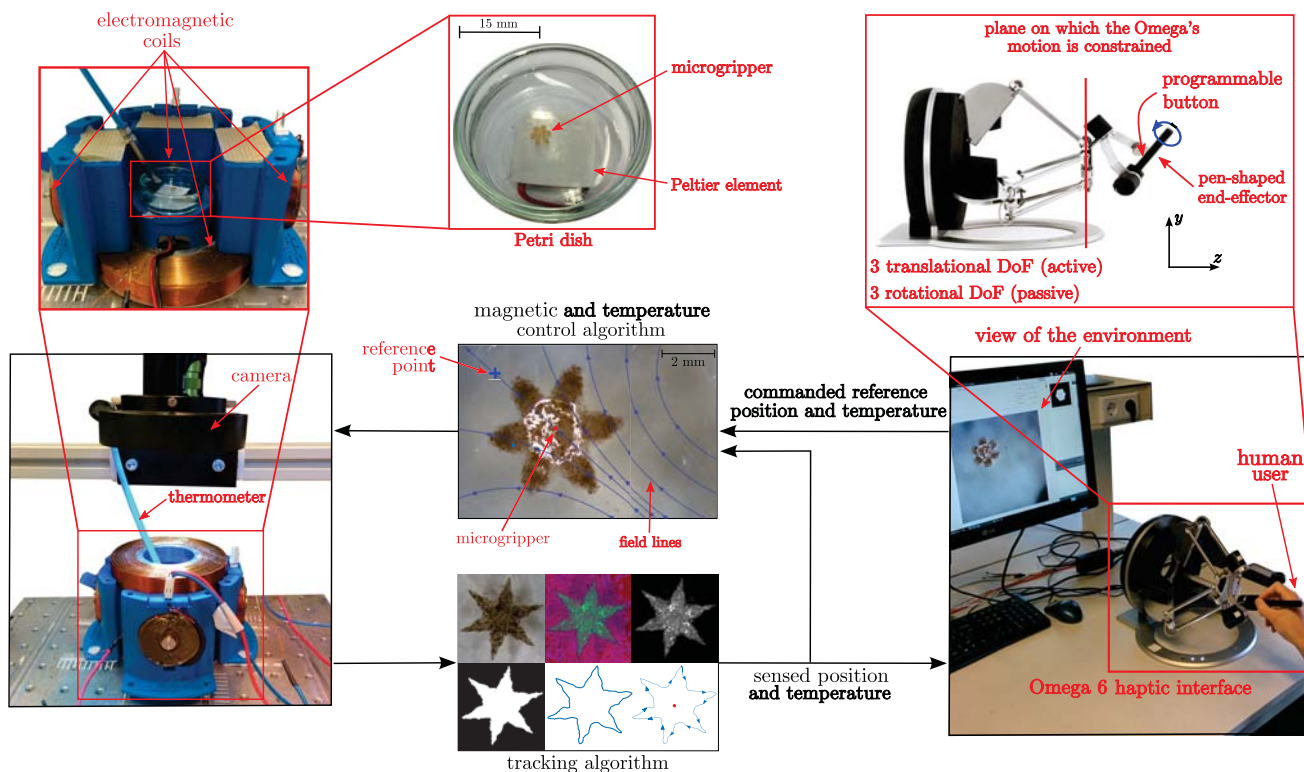 electromagnetic
coils
15 mm
microgripper
Peltier element
Petri dish
plane on which the Omega's
motion is constrained
programmable
button
pen-shaped
end-effector
y
z
3 translational DoF (active)
3 rotational DoF (passive)
magnetic and temperature
control algorithm
reference
point
2 mm
microgripper
field lines
camera
thermometer
commanded reference
position and temperature
view of the environment
human
user
Omega 6 haptic interface
sensed position
and temperature
tracking algorithm